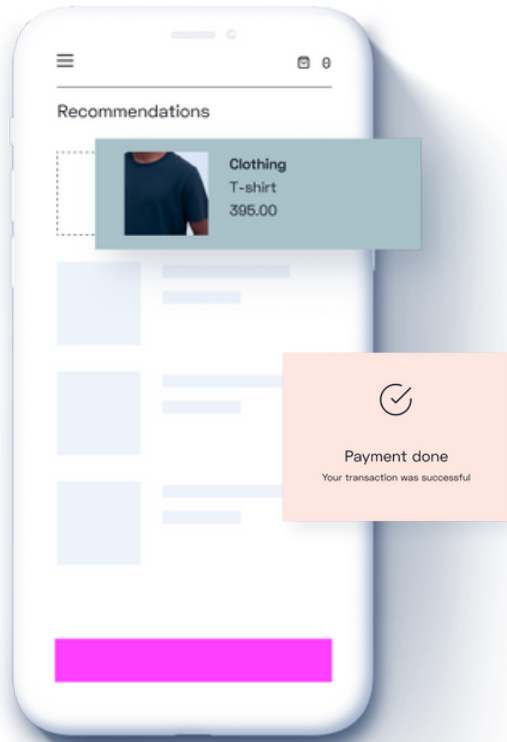 0
Recommendations
Clothing
T-shirt
395.00
Payment done
Your transaction was successful